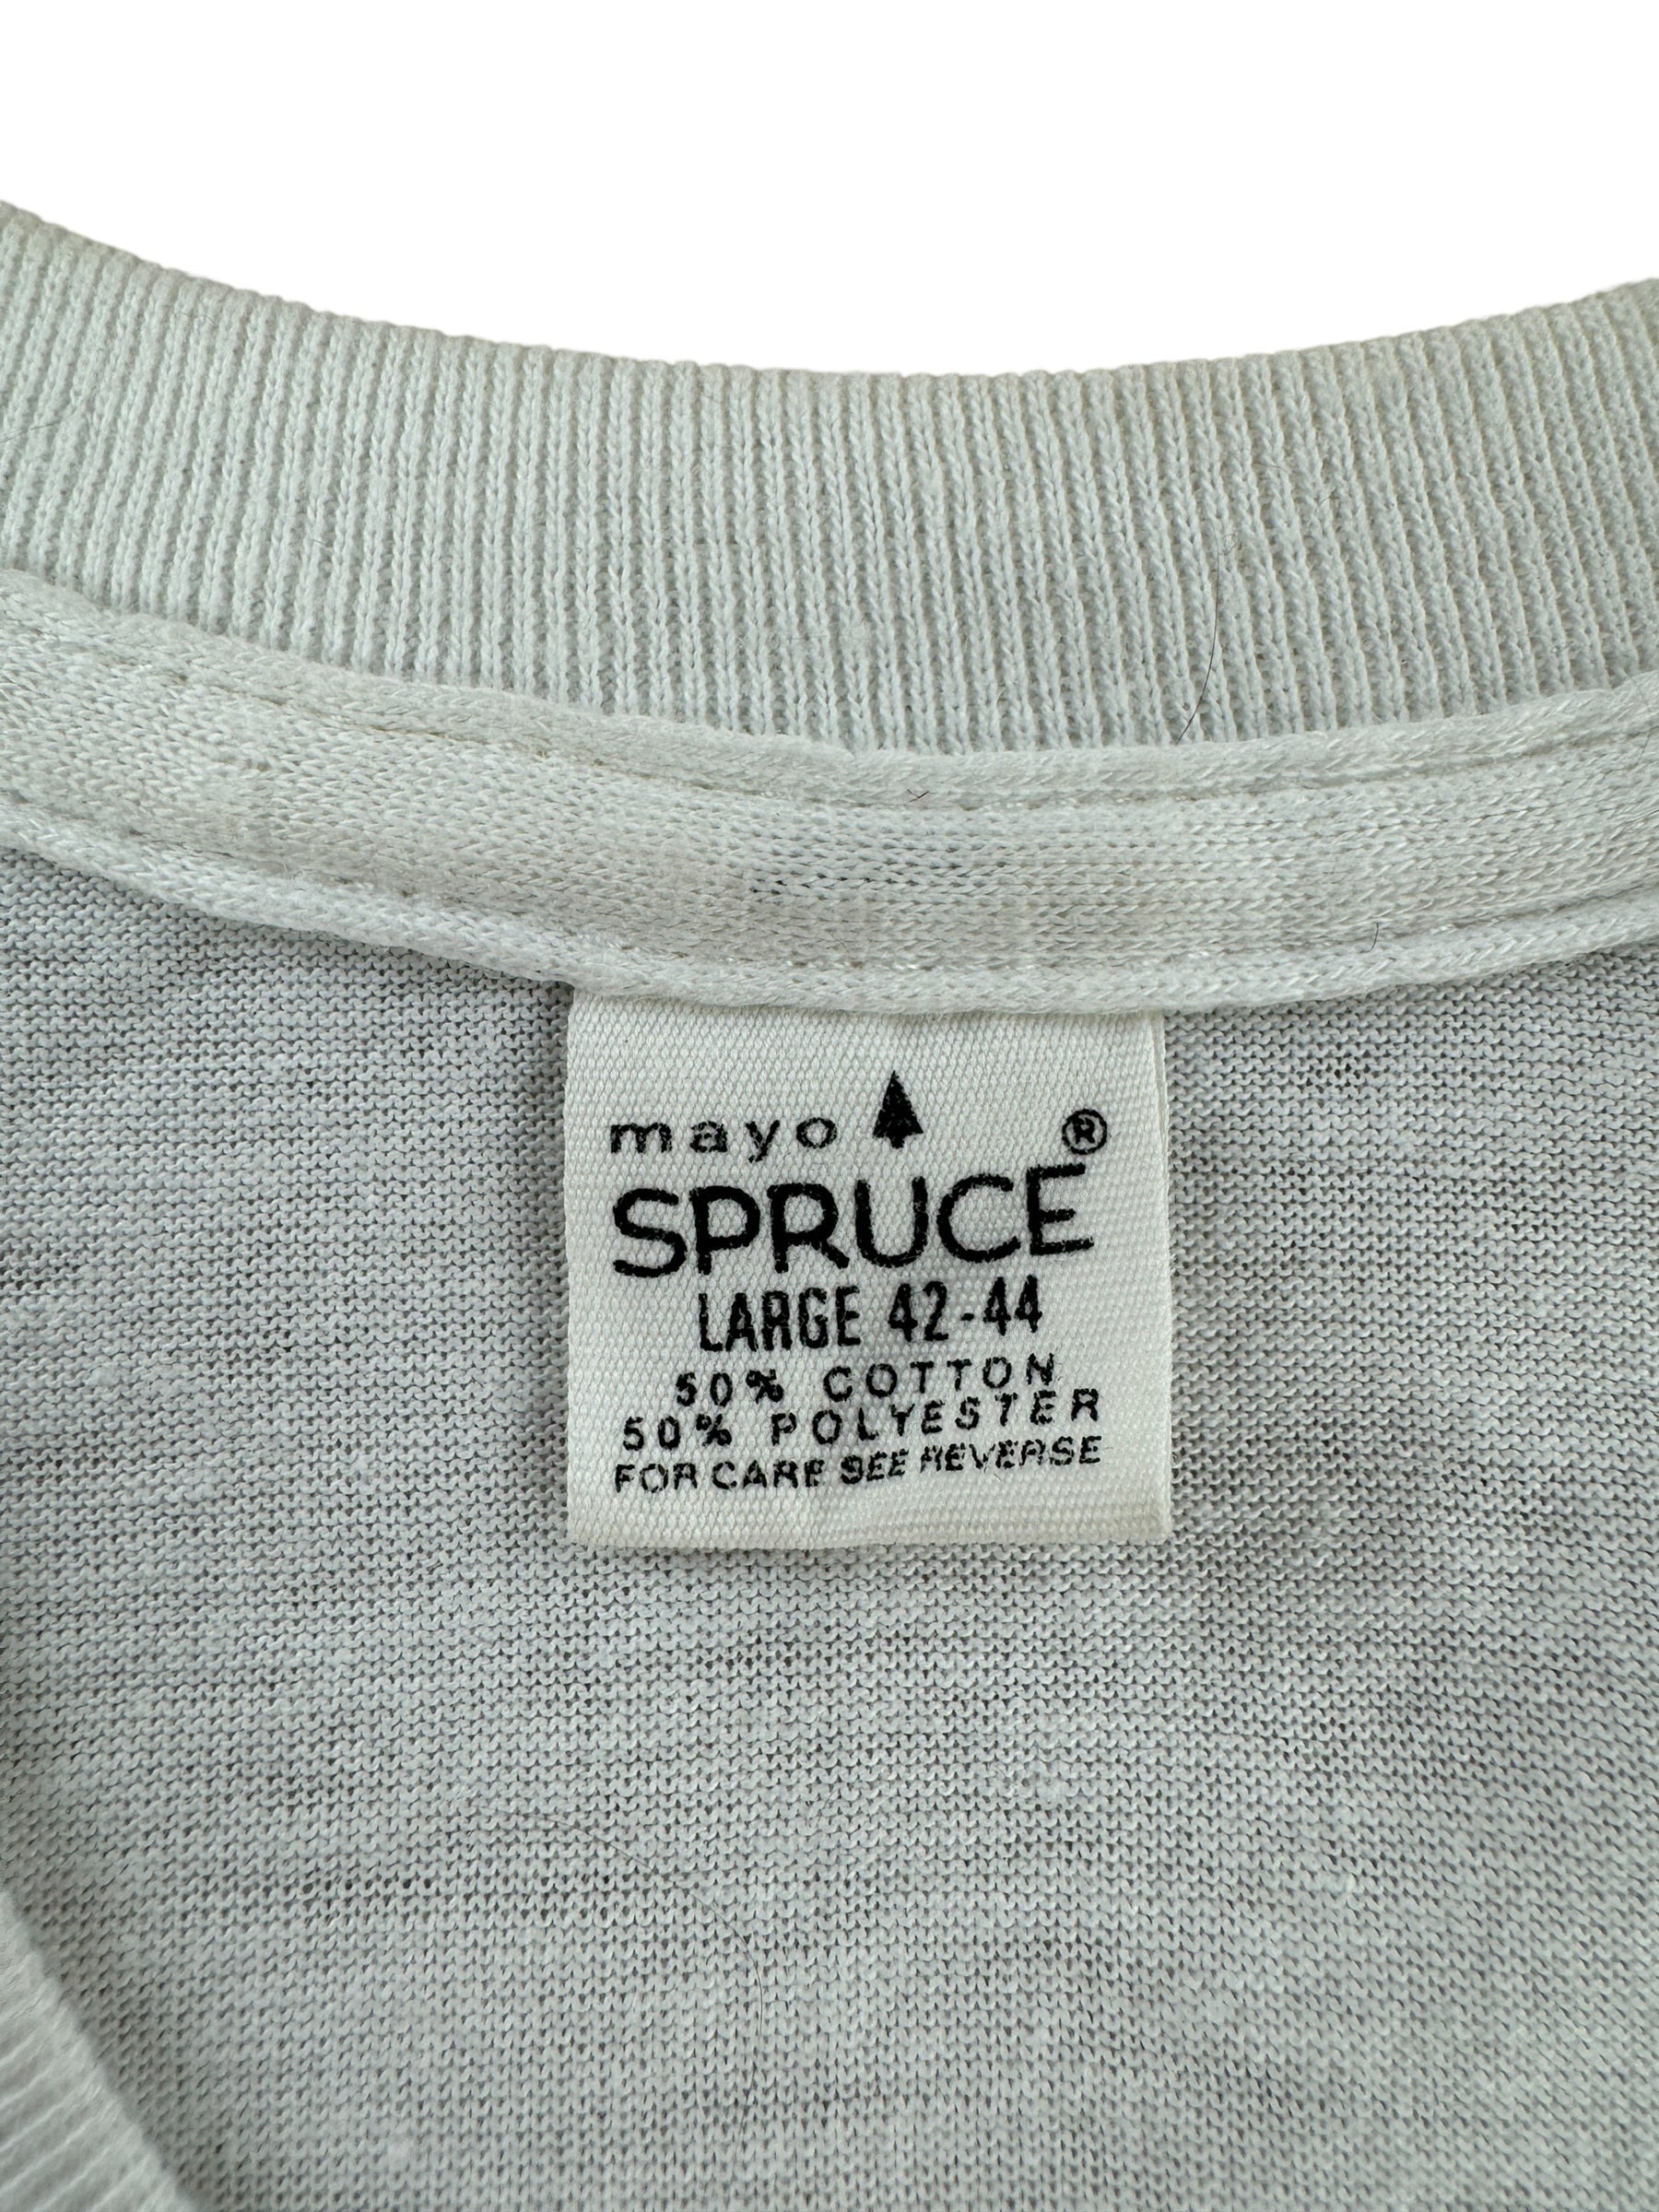 mayo ®
SPRUCE
LARGE 42-44
50% COTTON
50% POLYESTER
FOR CARE SEE REVERSE